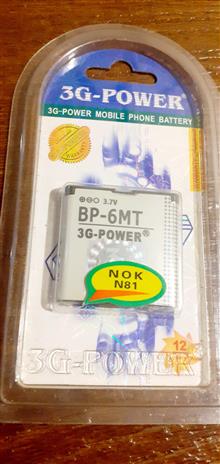 3G-POWER®
3G-POWER MOBILE PHONE BATTERY
3.7V
BP-6MT
3G-POWER®
NOK
N81
12
3G-POWER